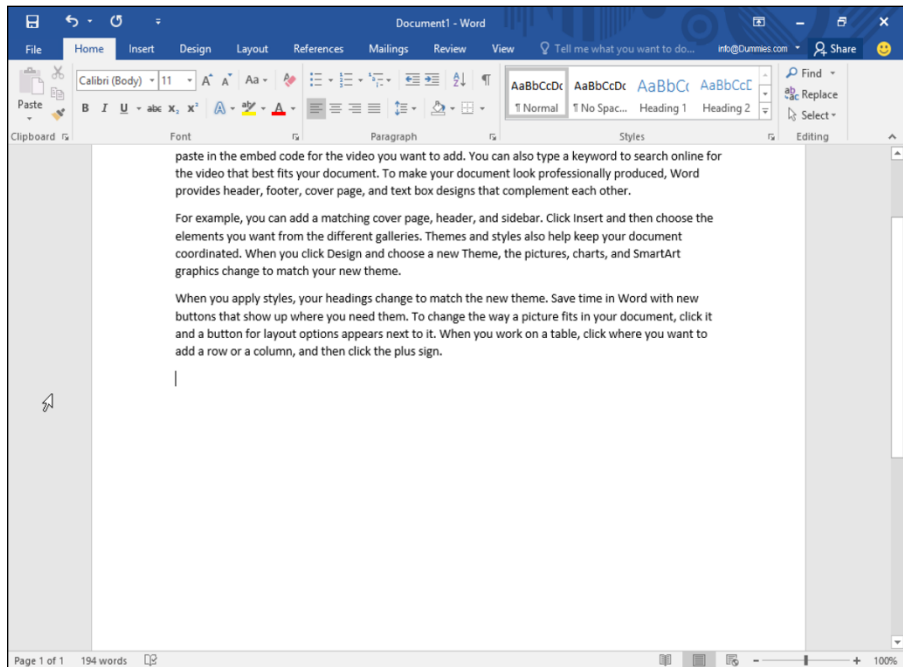 Document1 - Word
File Home Insert Design Layout References Mailings Review View Tell me what you want to do... info@Dummies.com Share
Calibri (Body) 11 A A Aa AaBbCcDc AaBbCcDc AaBbCc AaBbCcE Find
Replace
Paste B I U abc X₂ X² A ab A ¶ Normal ¶ No Spac... Heading 1 Heading 2 Select
Clipboard Font Paragraph Styles Editing
paste in the embed code for the video you want to add. You can also type a keyword to search online for
the video that best fits your document. To make your document look professionally produced, Word
provides header, footer, cover page, and text box designs that complement each other.
For example, you can add a matching cover page, header, and sidebar. Click Insert and then choose the
elements you want from the different galleries. Themes and styles also help keep your document
coordinated. When you click Design and choose a new Theme, the pictures, charts, and SmartArt
graphics change to match your new theme.
When you apply styles, your headings change to match the new theme. Save time in Word with new
buttons that show up where you need them. To change the way a picture fits in your document, click it
and a button for layout options appears next to it. When you work on a table, click where you want to
add a row or a column, and then click the plus sign.
Page 1 of 1 194 words 100%